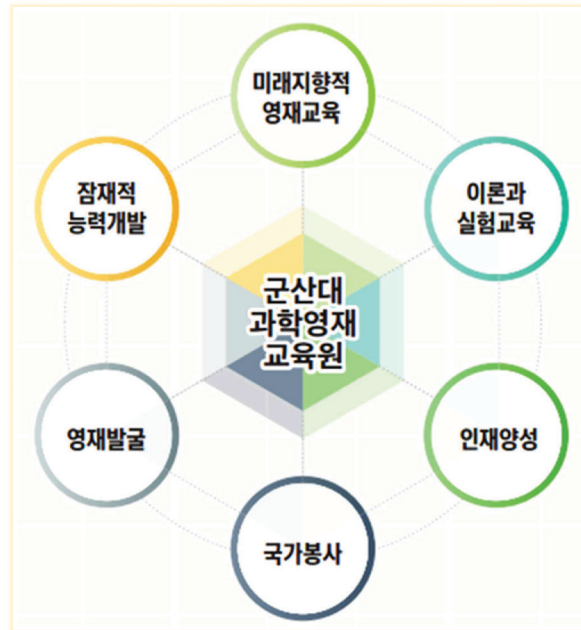 미래지향적
영재교육
잠재적
능력개발
이론과
실험교육
군산대
과학영재
교육원
영재발굴
인재양성
국가봉사